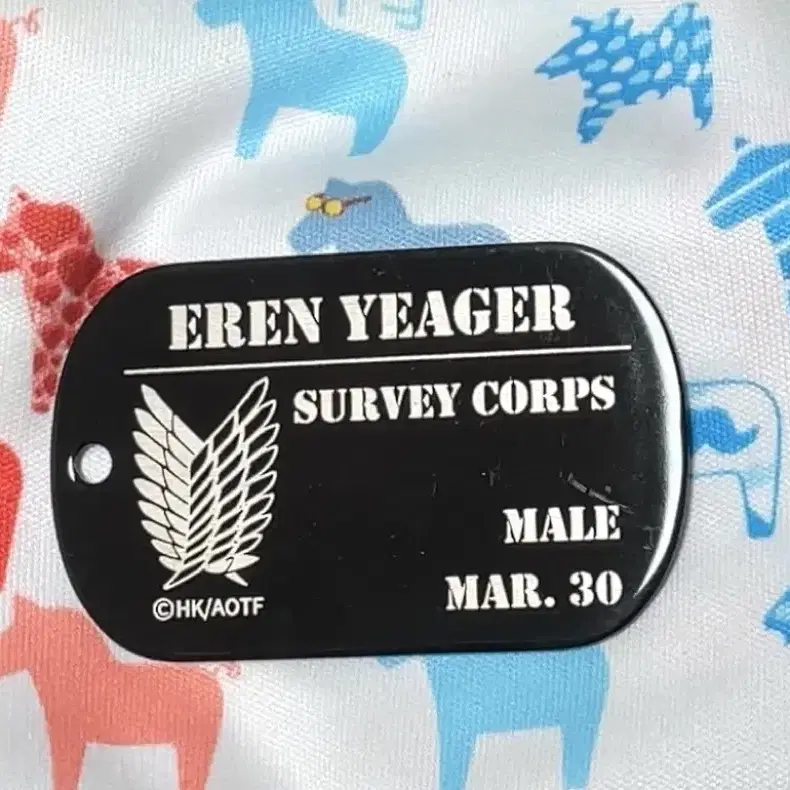 EREN YEAGER
SURVEY CORPS
MALE
MAR. 30
©HK/AOTF